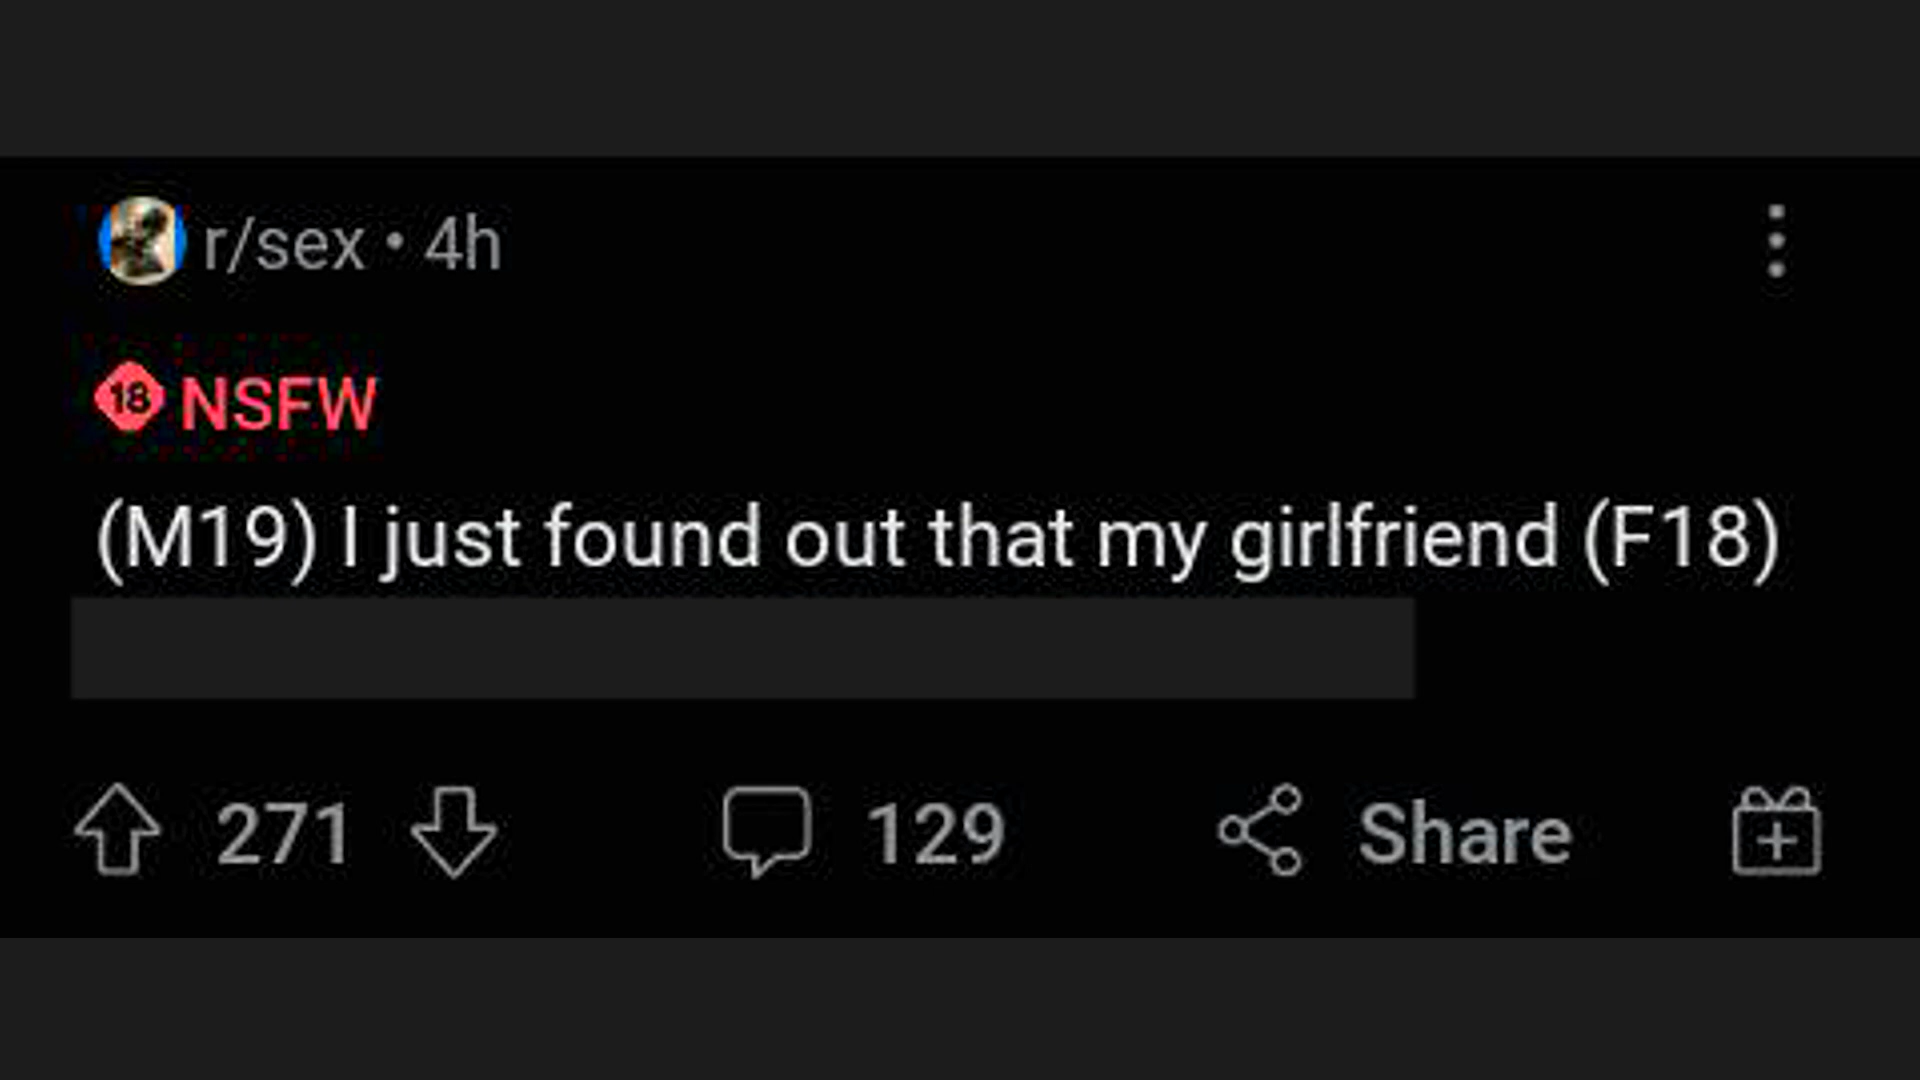 r/sex • 4h
18 NSFW
(M19) I just found out that my girlfriend (F18)
271 129 Share